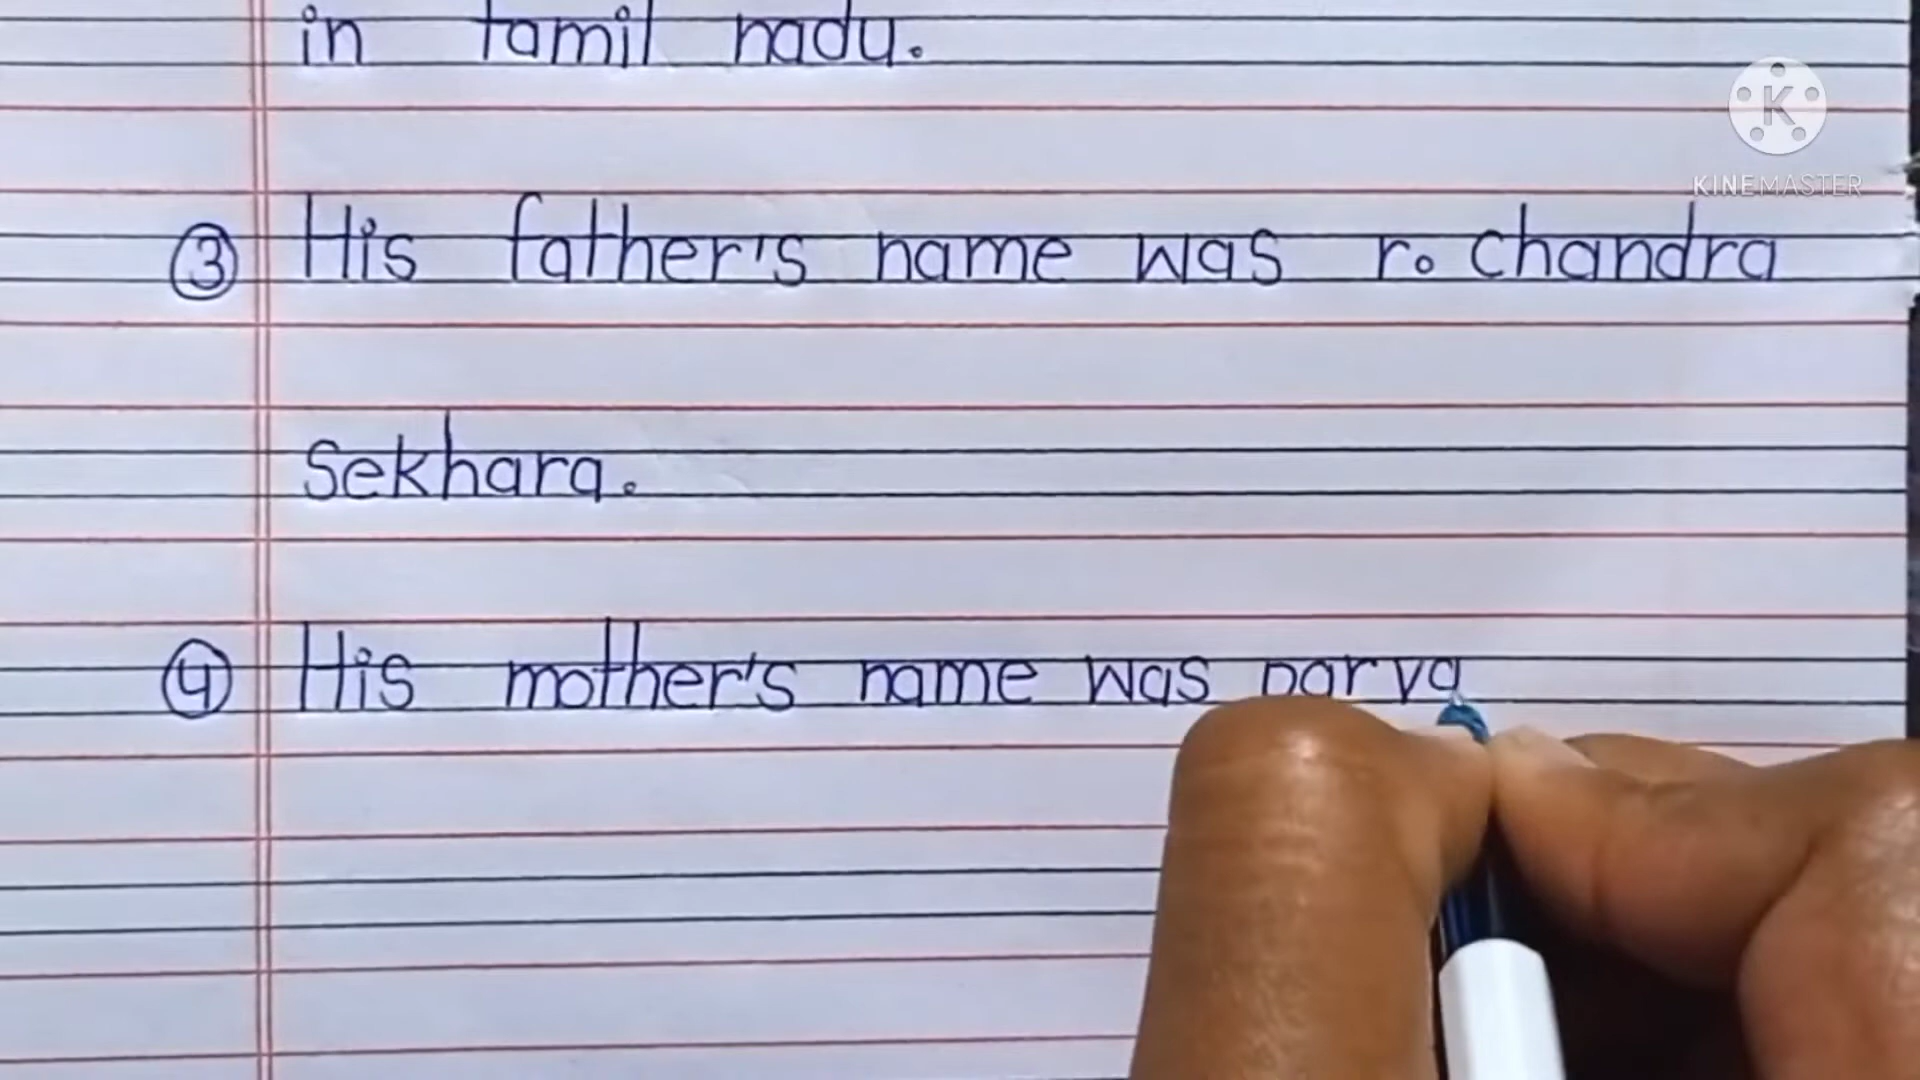 in tamil nadu.
KINEMASTER
③ His father's name was r. Chandra
Sekhara.
④ His mother's name was parva